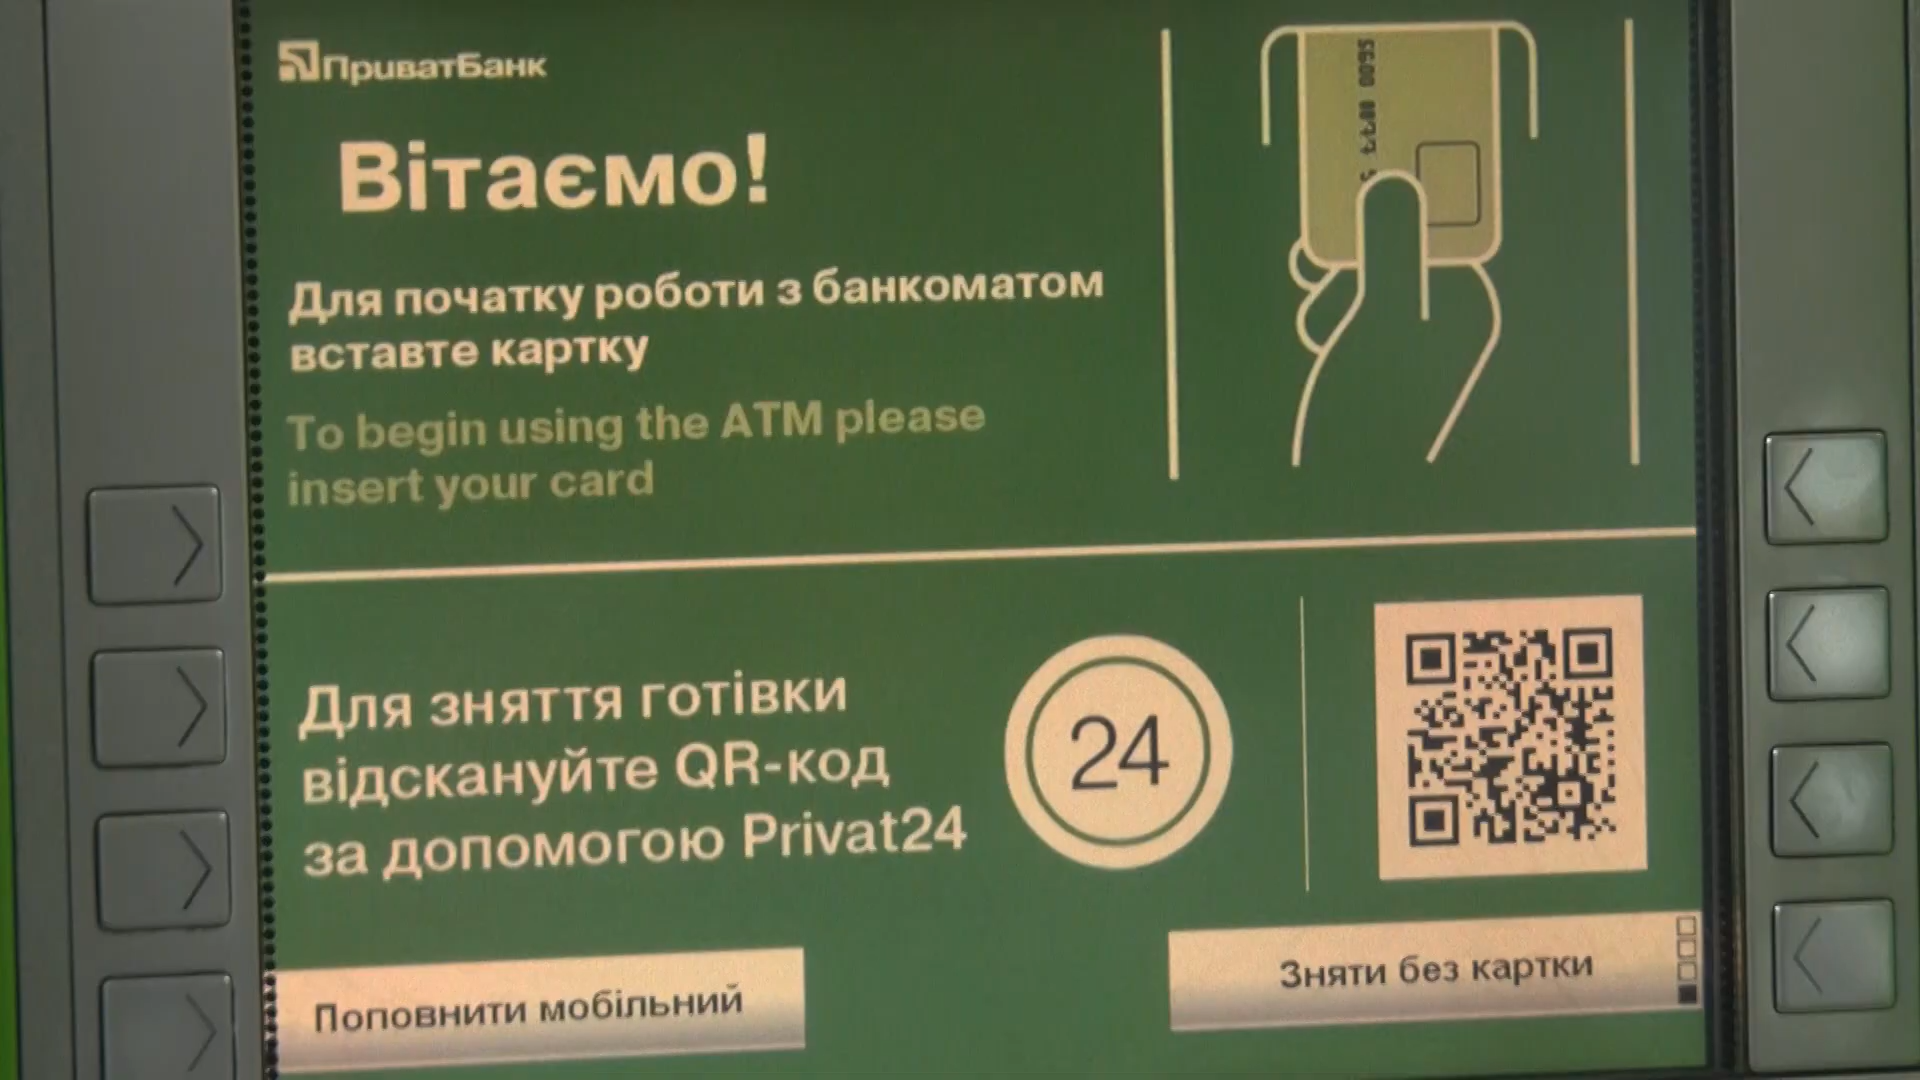 ПриватБанк
Вітаємо!
Для початку роботи з банкоматом
вставте картку
To begin using the ATM please
insert your card
0095
Для зняття готівки
відскануйте QR-код
за допомогою Privat24
24
Поповнити мобільний
Зняти без картки